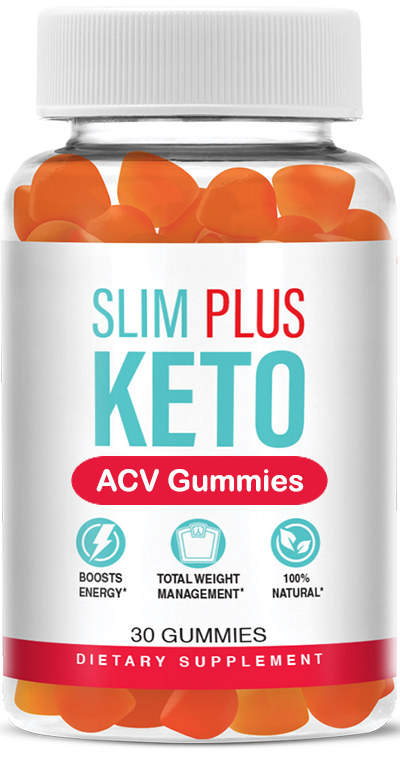 SLIM PLUS
KETO
ACV Gummies
BOOSTS
ENERGY*
TOTAL WEIGHT
MANAGEMENT*
100%
NATURAL*
30 GUMMIES
DIETARY SUPPLEMENT